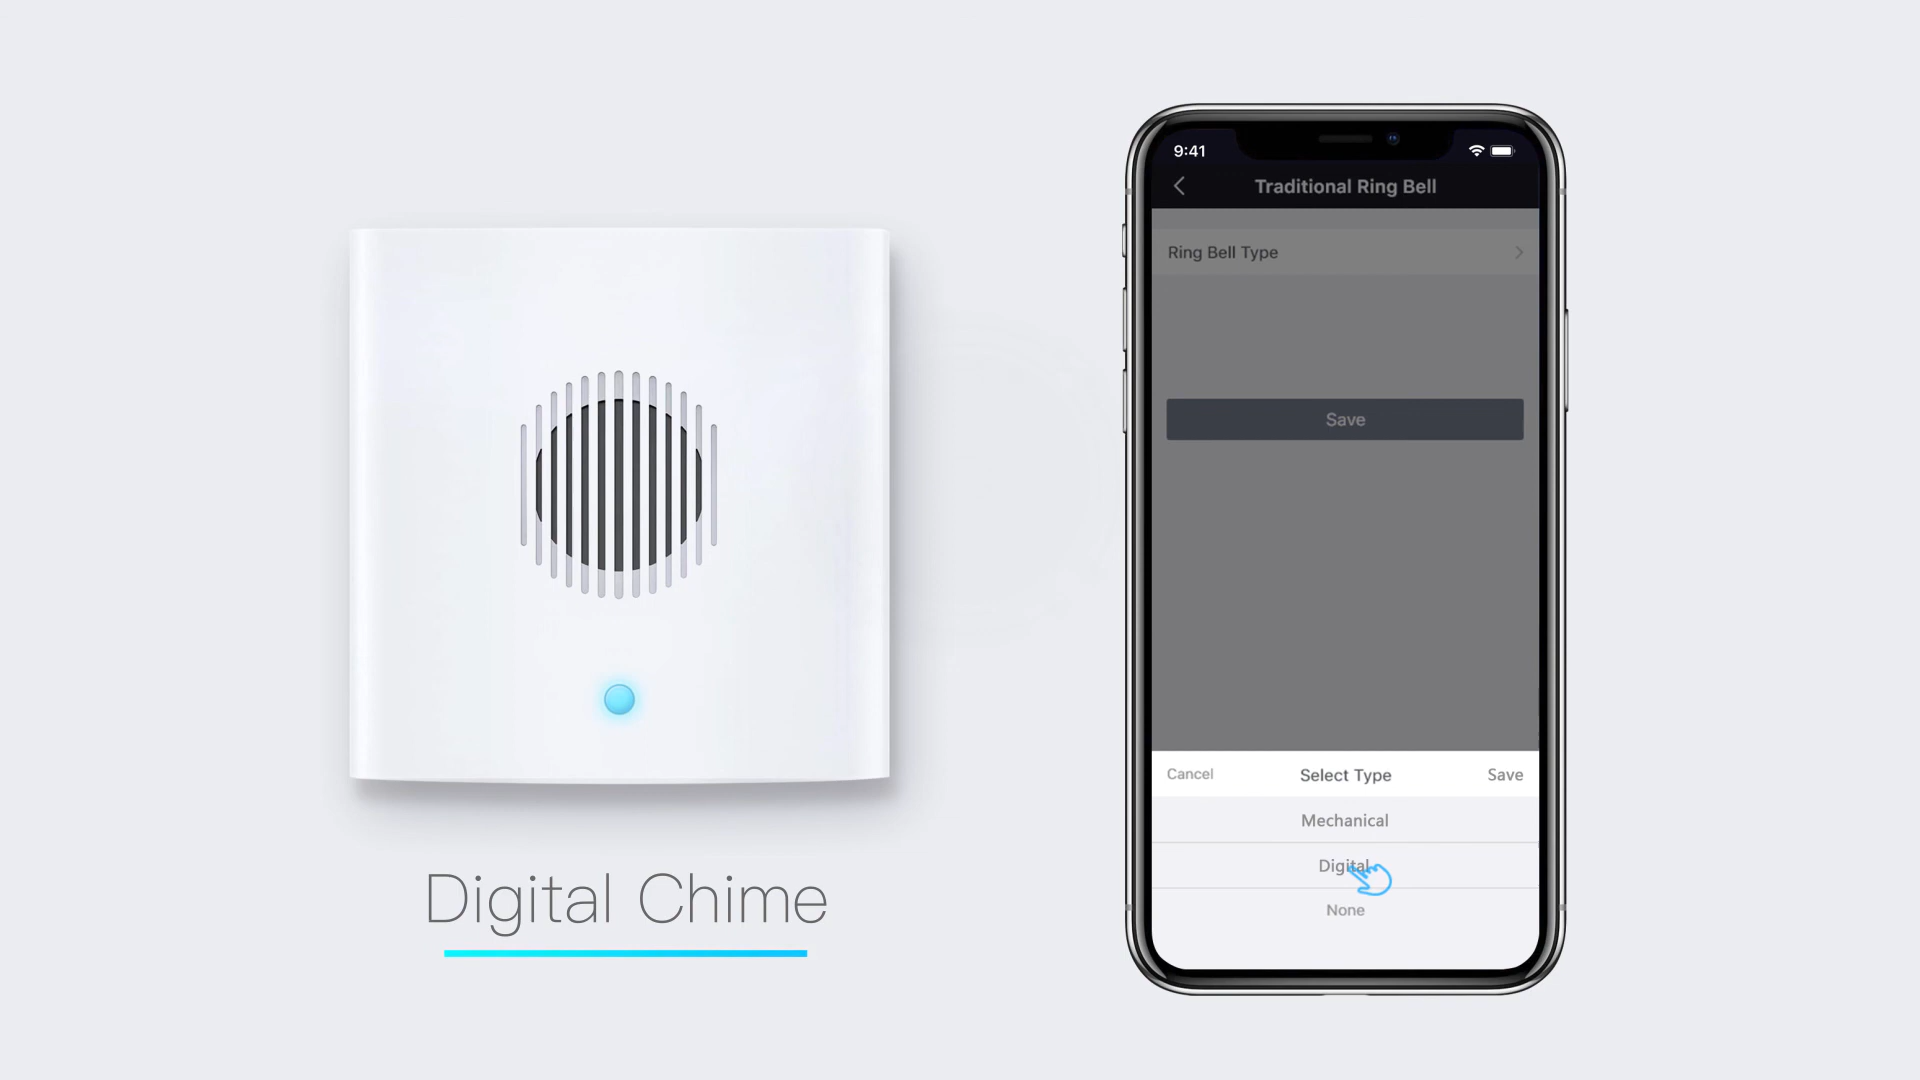 Digital Chime
9:41
Traditional Ring Bell
Ring Bell Type
Save
Cancel
Select Type
Save
Mechanical
Digital
None